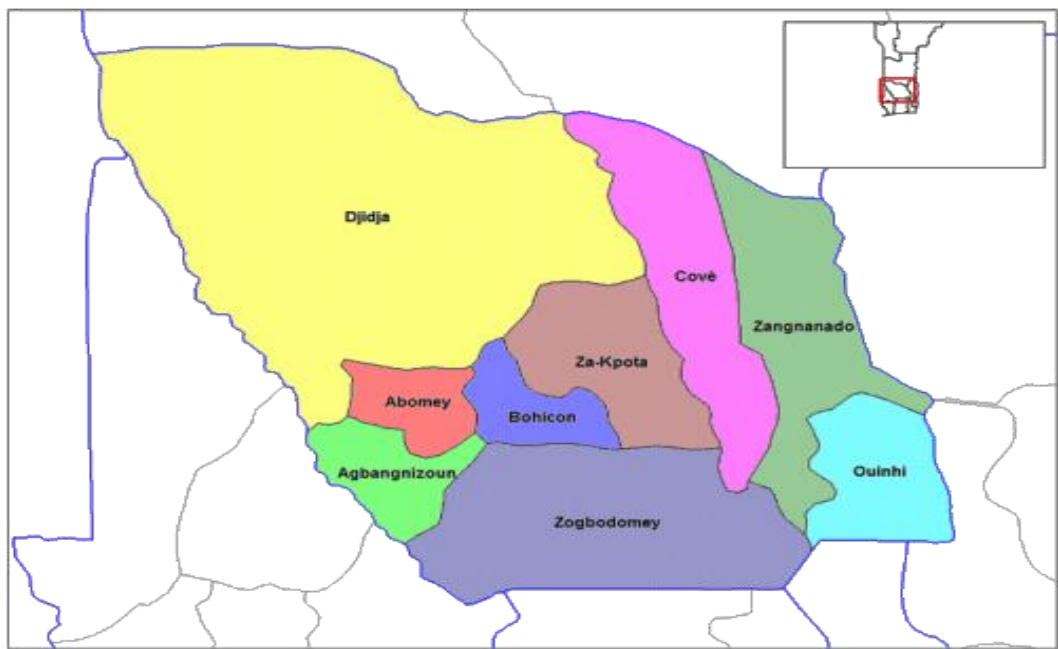 Djidja
Covè
Zangnanado
Za-Kpota
Abomey
Bohicon
Agbangnizoun
Ouinhi
Zogbodomey